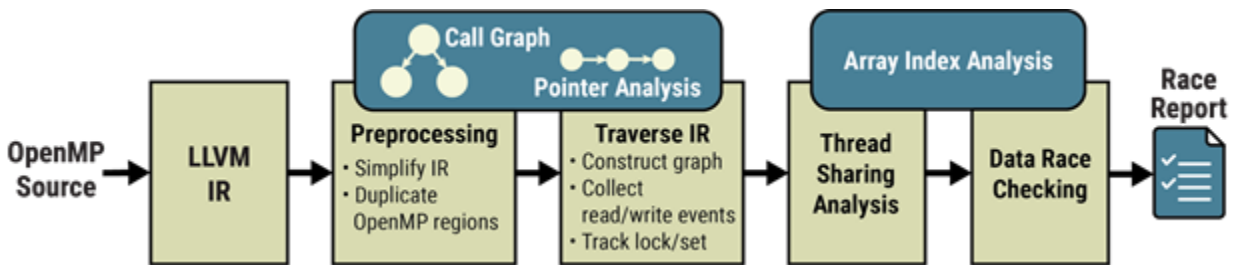 Call Graph
Pointer Analysis
Array Index Analysis
OpenMP
Source
LLVM
IR
Preprocessing
• Simplify IR
• Duplicate
OpenMP regions
Traverse IR
• Construct graph
• Collect
read/write events
• Track lock/set
Thread
Sharing
Analysis
Data Race
Checking
Race
Report